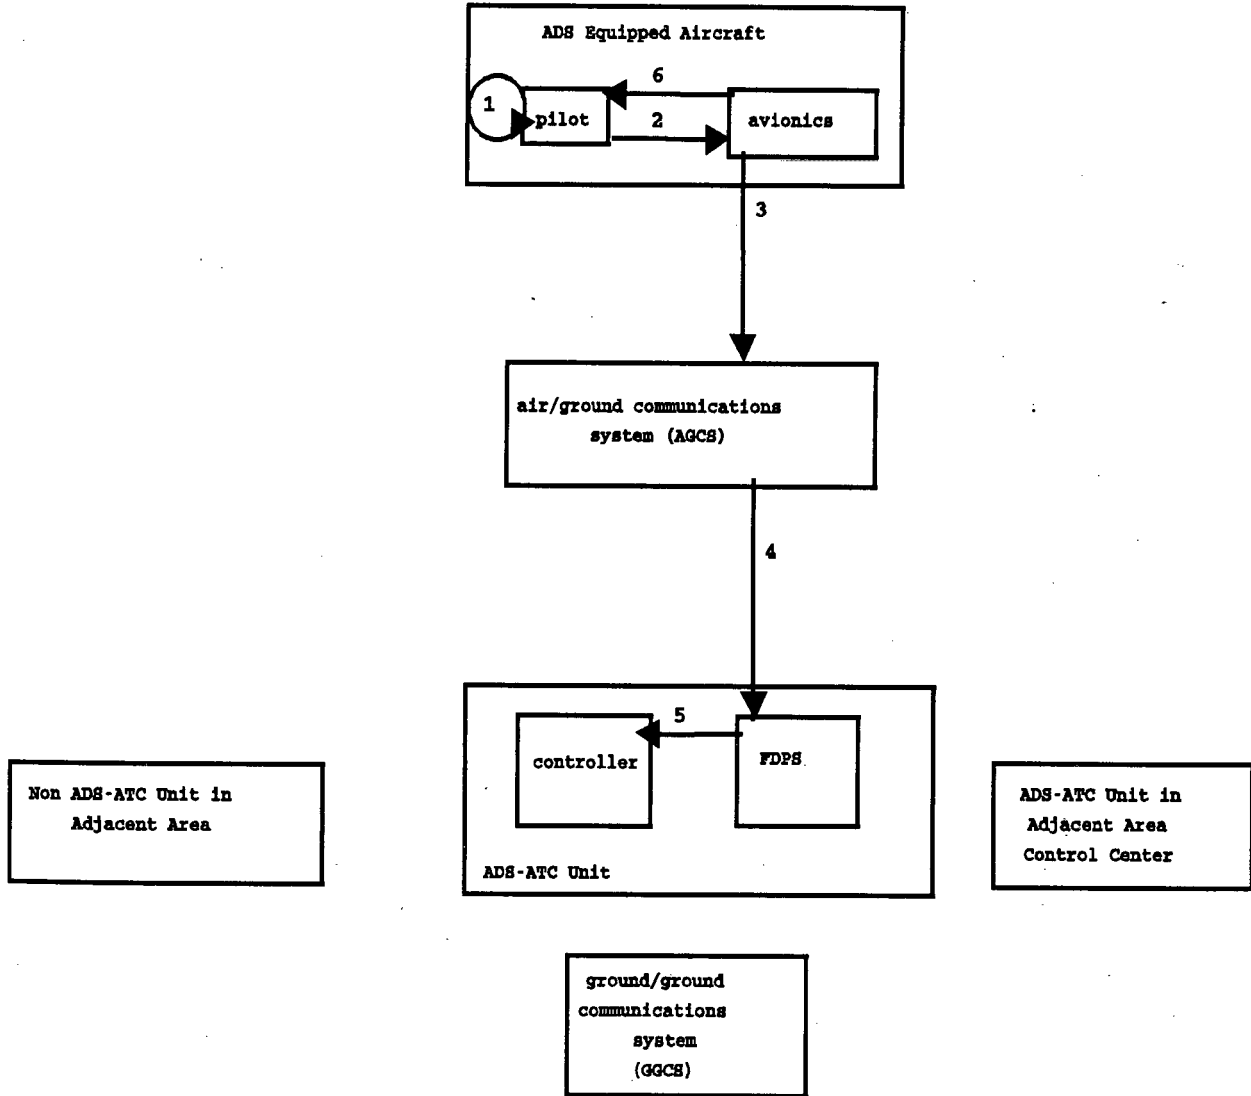 ADS Equipped Aircraft
6
1
pilot
2
avionics
3
air/ground communications
system (AGCS)
4
5
controller
FDPS
ADS-ATC Unit
Non ADS-ATC Unit in
Adjacent Area
ADS-ATC Unit in
Adjacent Area
Control Center
ground/ground
communications
system
(GGCS)